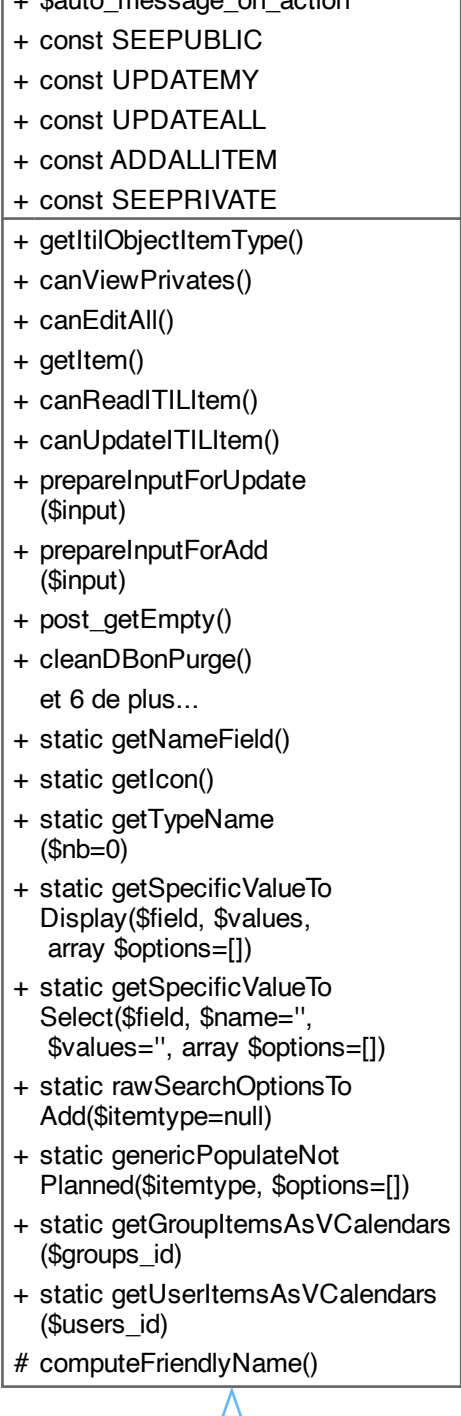 + $auto_message_on_action
+ const SEEPUBLIC
+ const UPDATEMY
+ const UPDATEALL
+ const ADDALLITEM
+ const SEEPRIVATE
+ getItilObjectItemType()
+ canViewPrivates()
+ canEditAll()
+ getItem()
+ canReadITILItem()
+ canUpdateITILItem()
+ prepareInputForUpdate
($input)
+ prepareInputForAdd
($input)
+ post_getEmpty()
+ cleanDBonPurge()
et 6 de plus...
+ static getNameField()
+ static getIcon()
+ static getTypeName
($nb=0)
+ static getSpecificValueTo
Display($field, $values,
array $options=[])
+ static getSpecificValueTo
Select($field, $name='',
$values='', array $options=[])
+ static rawSearchOptionsTo
Add($itemtype=null)
+ static genericPopulateNot
Planned($itemtype, $options=[])
+ static getGroupItemsAsVCalendars
($groups_id)
+ static getUserItemsAsVCalendars
($users_id)
# computeFriendlyName()